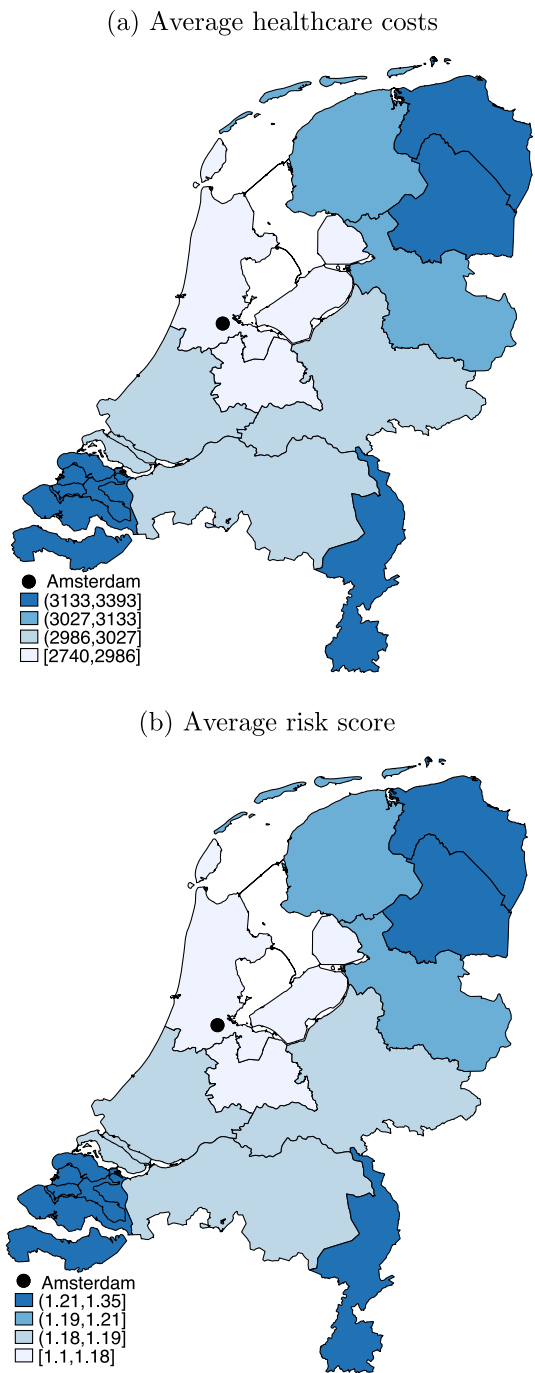 (a) Average healthcare costs
Amsterdam
(3133,3393]
(3027,3133]
(2986,3027]
[2740,2986]
(b) Average risk score
Amsterdam
(1.21,1.35]
(1.19,1.21]
(1.18,1.19]
[1.1,1.18]